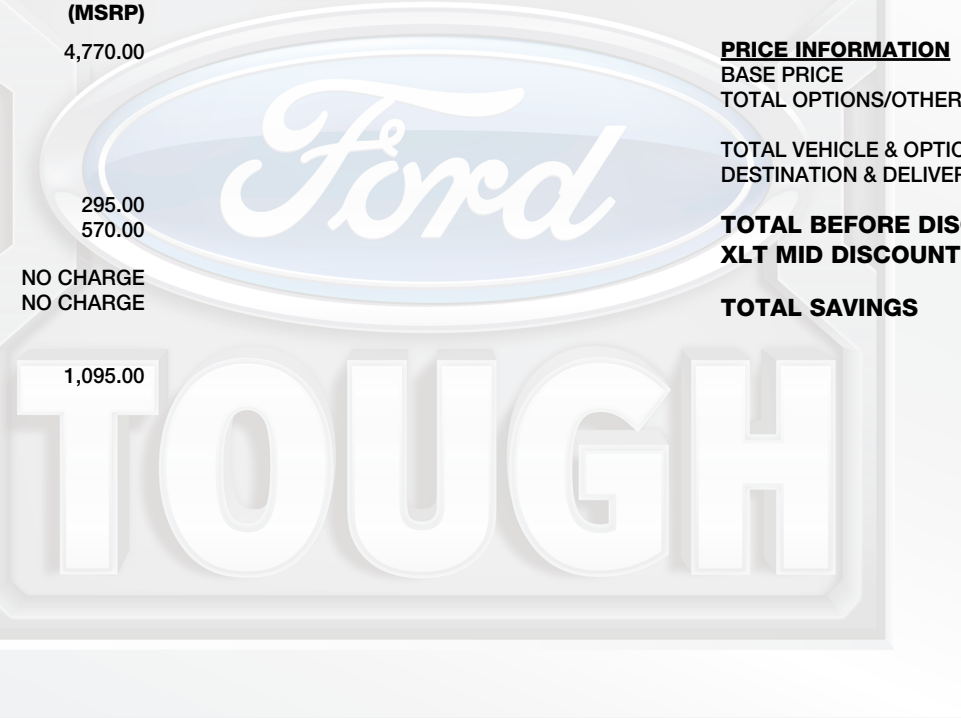 (MSRP)
4,770.00
295.00
570.00
NO CHARGE
NO CHARGE
1,095.00
PRICE INFORMATION
BASE PRICE
TOTAL OPTIONS/OTHER
TOTAL VEHICLE & OPTIO
DESTINATION & DELIVER
TOTAL BEFORE DIS
XLT MID DISCOUNT
TOTAL SAVINGS
Ford
TOUGH